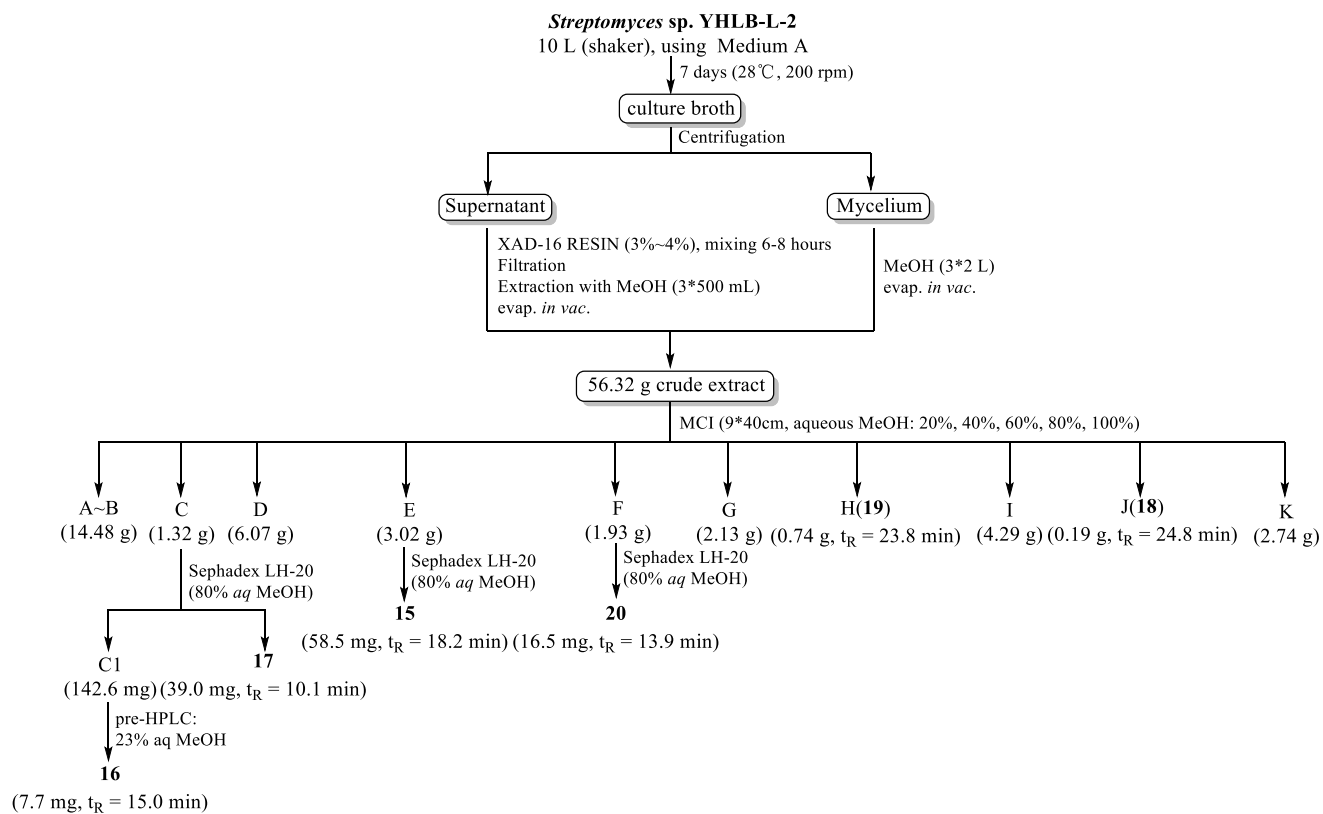 Streptomyces sp. YHLB-L-2
10 L (shaker), using Medium A
7 days (28℃, 200 rpm)
culture broth
Centrifugation
Supernatant
Mycelium
XAD-16 RESIN (3%~4%), mixing 6-8 hours
Filtration
Extraction with MeOH (3*500 mL)
evap. in vac.
MeOH (3*2 L)
evap. in vac.
56.32 g crude extract
MCI (9*40cm, aqueous MeOH: 20%, 40%, 60%, 80%, 100%)
A~B
(14.48 g)
C
(1.32 g)
D
(6.07 g)
E
(3.02 g)
F
(1.93 g)
G
(2.13 g)
H(19)
(0.74 g, tR = 23.8 min)
I
(4.29 g)
J(18)
(0.19 g, tR = 24.8 min)
K
(2.74 g)
Sephadex LH-20
(80% aq MeOH)
Sephadex LH-20
(80% aq MeOH)
Sephadex LH-20
(80% aq MeOH)
15
(58.5 mg, tR = 18.2 min)
20
(16.5 mg, tR = 13.9 min)
C1
(142.6 mg)
17
(39.0 mg, tR = 10.1 min)
pre-HPLC:
23% aq MeOH
16
(7.7 mg, tR = 15.0 min)